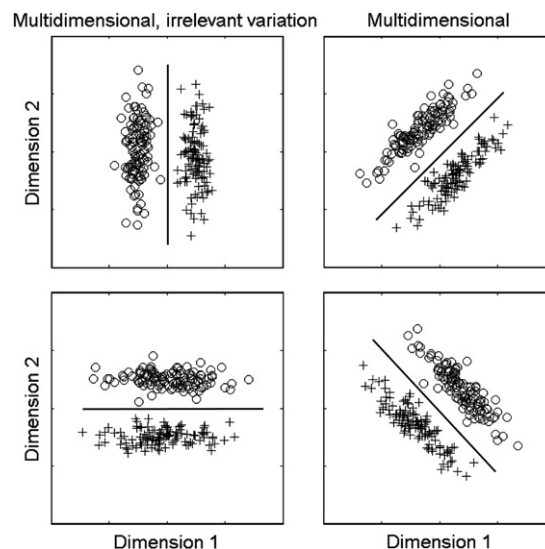 Multidimensional, irrelevant variation
Multidimensional
Dimension 2
Dimension 2
Dimension 1
Dimension 1